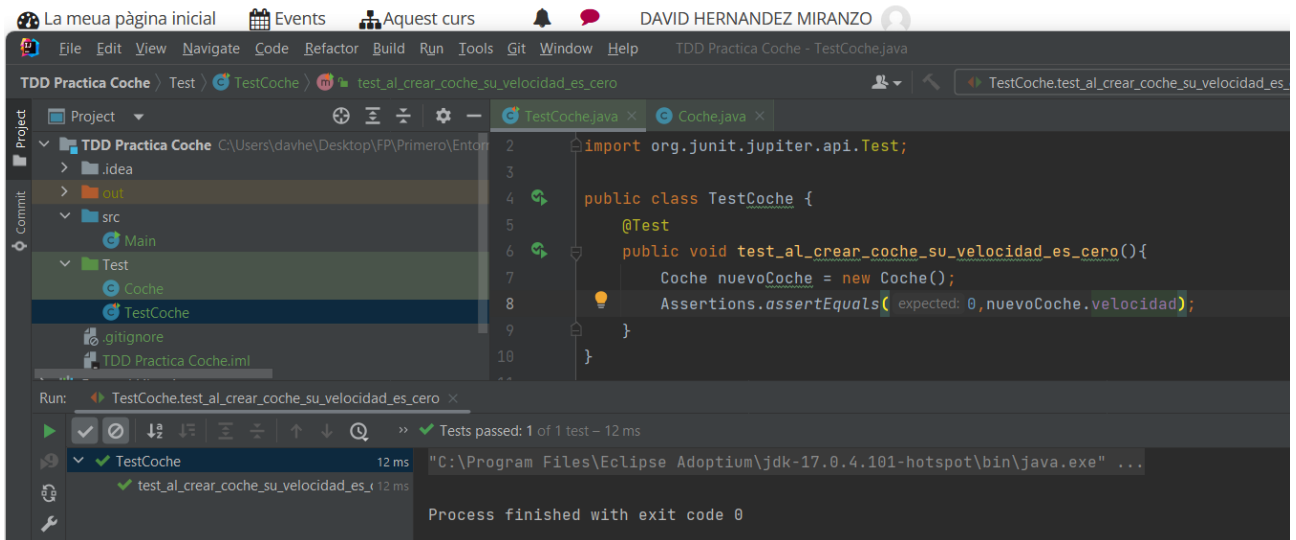 La meua pàgina inicial Events Aquest curs DAVID HERNANDEZ MIRANZO
File Edit View Navigate Code Refactor Build Run Tools Git Window Help TDD Practica Coche - TestCoche.java
TDD Practica Coche Test TestCoche test_al_crear_coche_su_velocidad_es_cero TestCoche.test_al_crear_coche_su_velocidad_es_
Project
Commit
Project
TDD Practica Coche C:\Users\davhe\Desktop\FP\Primero\Entorn
.idea
out
src
Main
Test
Coche
TestCoche
.gitignore
TDD Practica Coche.iml
TestCoche.java Coche.java
2 import org.junit.jupiter.api.Test;
3
4 public class TestCoche {
5 @Test
6 public void test_al_crear_coche_su_velocidad_es_cero(){
7 Coche nuevoCoche = new Coche();
8 Assertions.assertEquals( expected: 0,nuevoCoche.velocidad);
9 }
10 }
Run: TestCoche.test_al_crear_coche_su_velocidad_es_cero
» Tests passed: 1 of 1 test – 12 ms
TestCoche 12 ms
test_al_crear_coche_su_velocidad_es_ 12 ms
"C:\Program Files\Eclipse Adoptium\jdk-17.0.4.101-hotspot\bin\java.exe" ...
Process finished with exit code 0